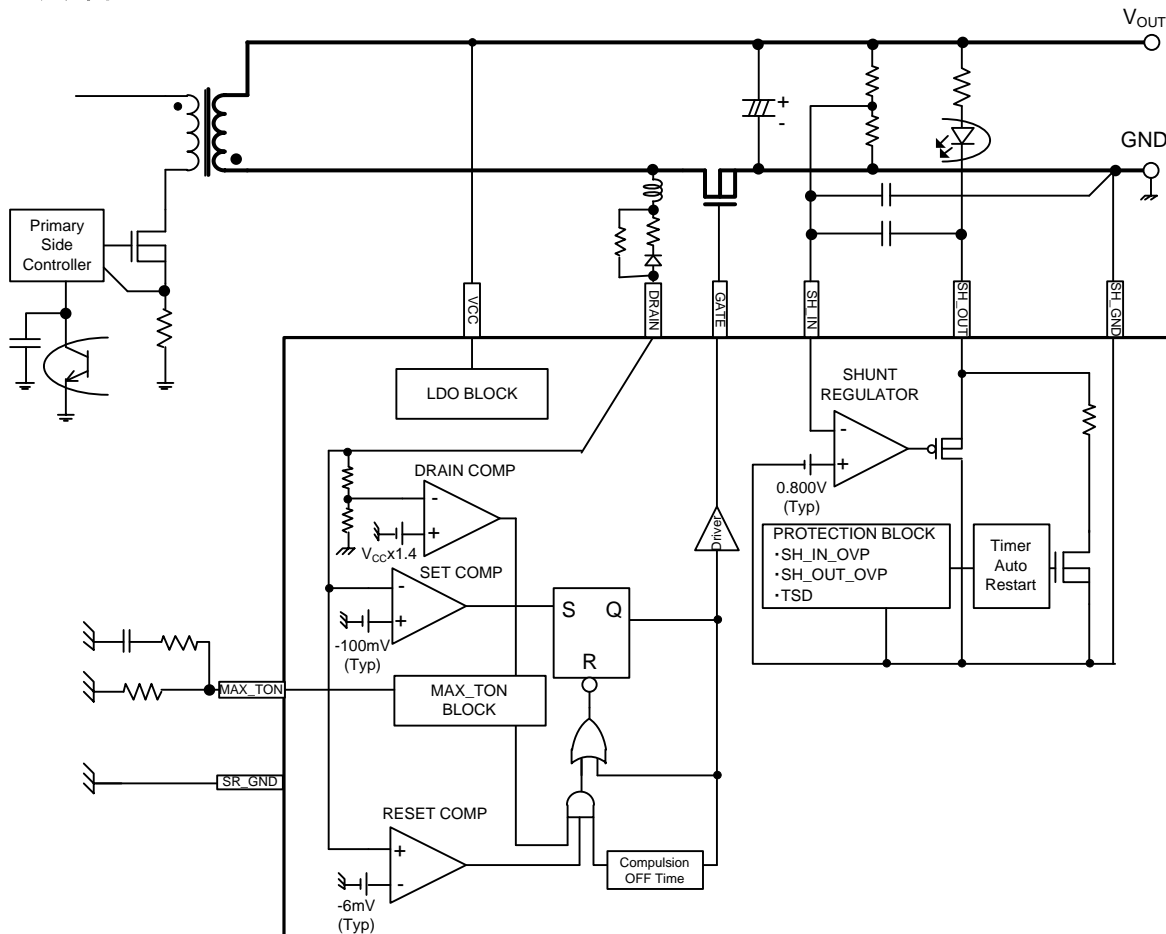 VOUT
+
-
GND
Primary
Side
Controller
VCC
DRAIN
GATE
SH_IN
SH_OUT
SH_GND
LDO BLOCK
SHUNT
REGULATOR
-
+
0.800V
(Typ)
DRAIN COMP
-
+
VCCx1.4
Driver
PROTECTION BLOCK
・SH_IN_OVP
・SH_OUT_OVP
・TSD
Timer
Auto
Restart
SET COMP
-
+
-100mV
(Typ)
S Q
R
MAX_TON
MAX_TON
BLOCK
SR_GND
RESET COMP
+
-
-6mV
(Typ)
Compulsion
OFF Time